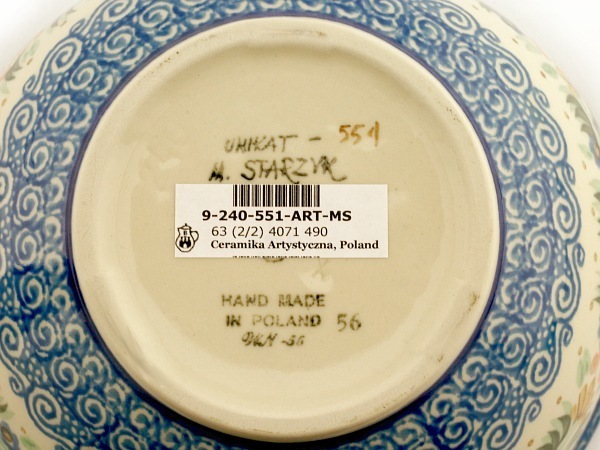 UNIKAT - 551
M. STARZYK
9-240-551-ART-MS
63 (2/2) 4071 490
Ceramika Artystyczna, Poland
HAND MADE
IN POLAND 56